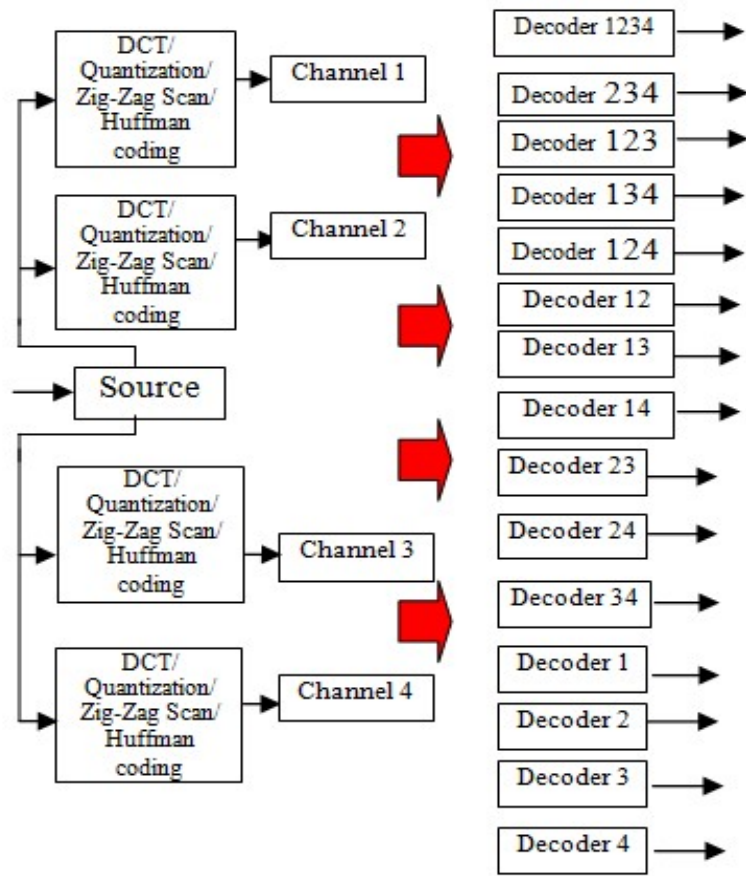 DCT/
Quantization/
Zig-Zag Scan/
Huffman
coding
Channel 1
DCT/
Quantization/
Zig-Zag Scan/
Huffman
coding
Channel 2
Source
DCT/
Quantization/
Zig-Zag Scan/
Huffman
coding
Channel 3
DCT/
Quantization/
Zig-Zag Scan/
Huffman
coding
Channel 4
Decoder 1234
Decoder 234
Decoder 123
Decoder 134
Decoder 124
Decoder 12
Decoder 13
Decoder 14
Decoder 23
Decoder 24
Decoder 34
Decoder 1
Decoder 2
Decoder 3
Decoder 4